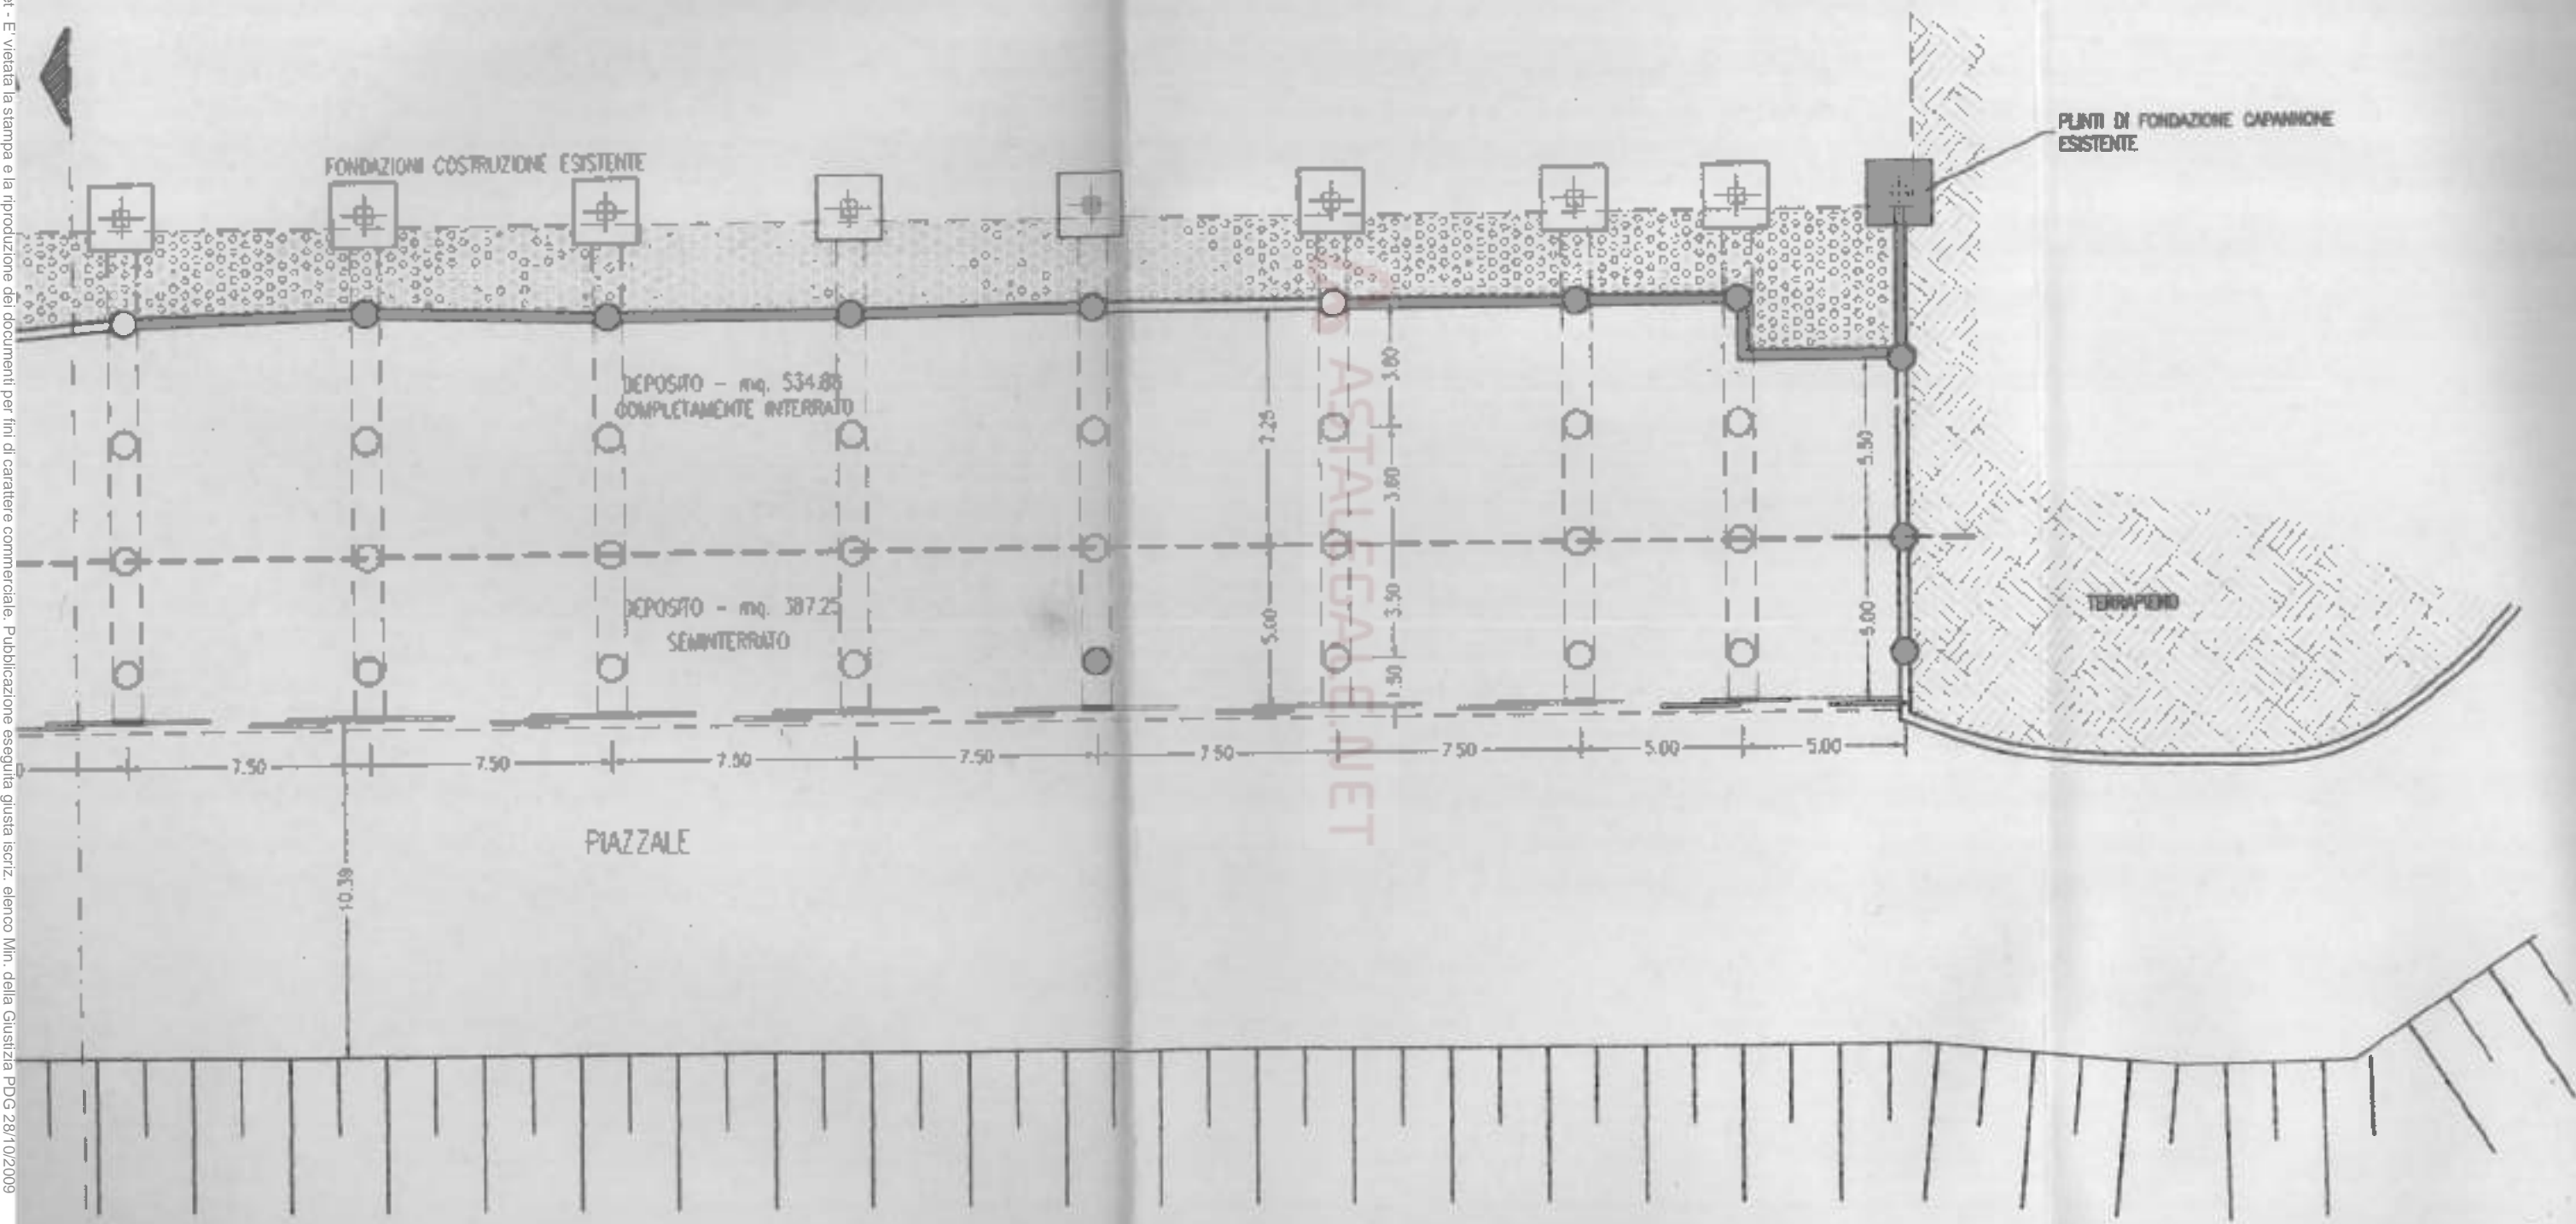 PLINTI DI FONDAZIONE CAPANNONE
ESISTENTE
FONDAZIONI COSTRUZIONE ESISTENTE
DEPOSITO - mq. 534.88
COMPLETAMENTE INTERRATO
7.25
3.80
3.60
5.50
DEPOSITO - mq. 387.25
SEMINTERRATO
5.00
3.50
1.50
5.00
TERRAPIENO
7.50
7.50
7.50
7.50
7.50
7.50
5.00
5.00
PIAZZALE
ASTALEGALE.NET
et - E' vietata la stampa e la riproduzione dei documenti per fini di carattere commerciale. Pubblicazione eseguita giusta iscriz. elenco Min. della Giustizia PDG 28/10/2009